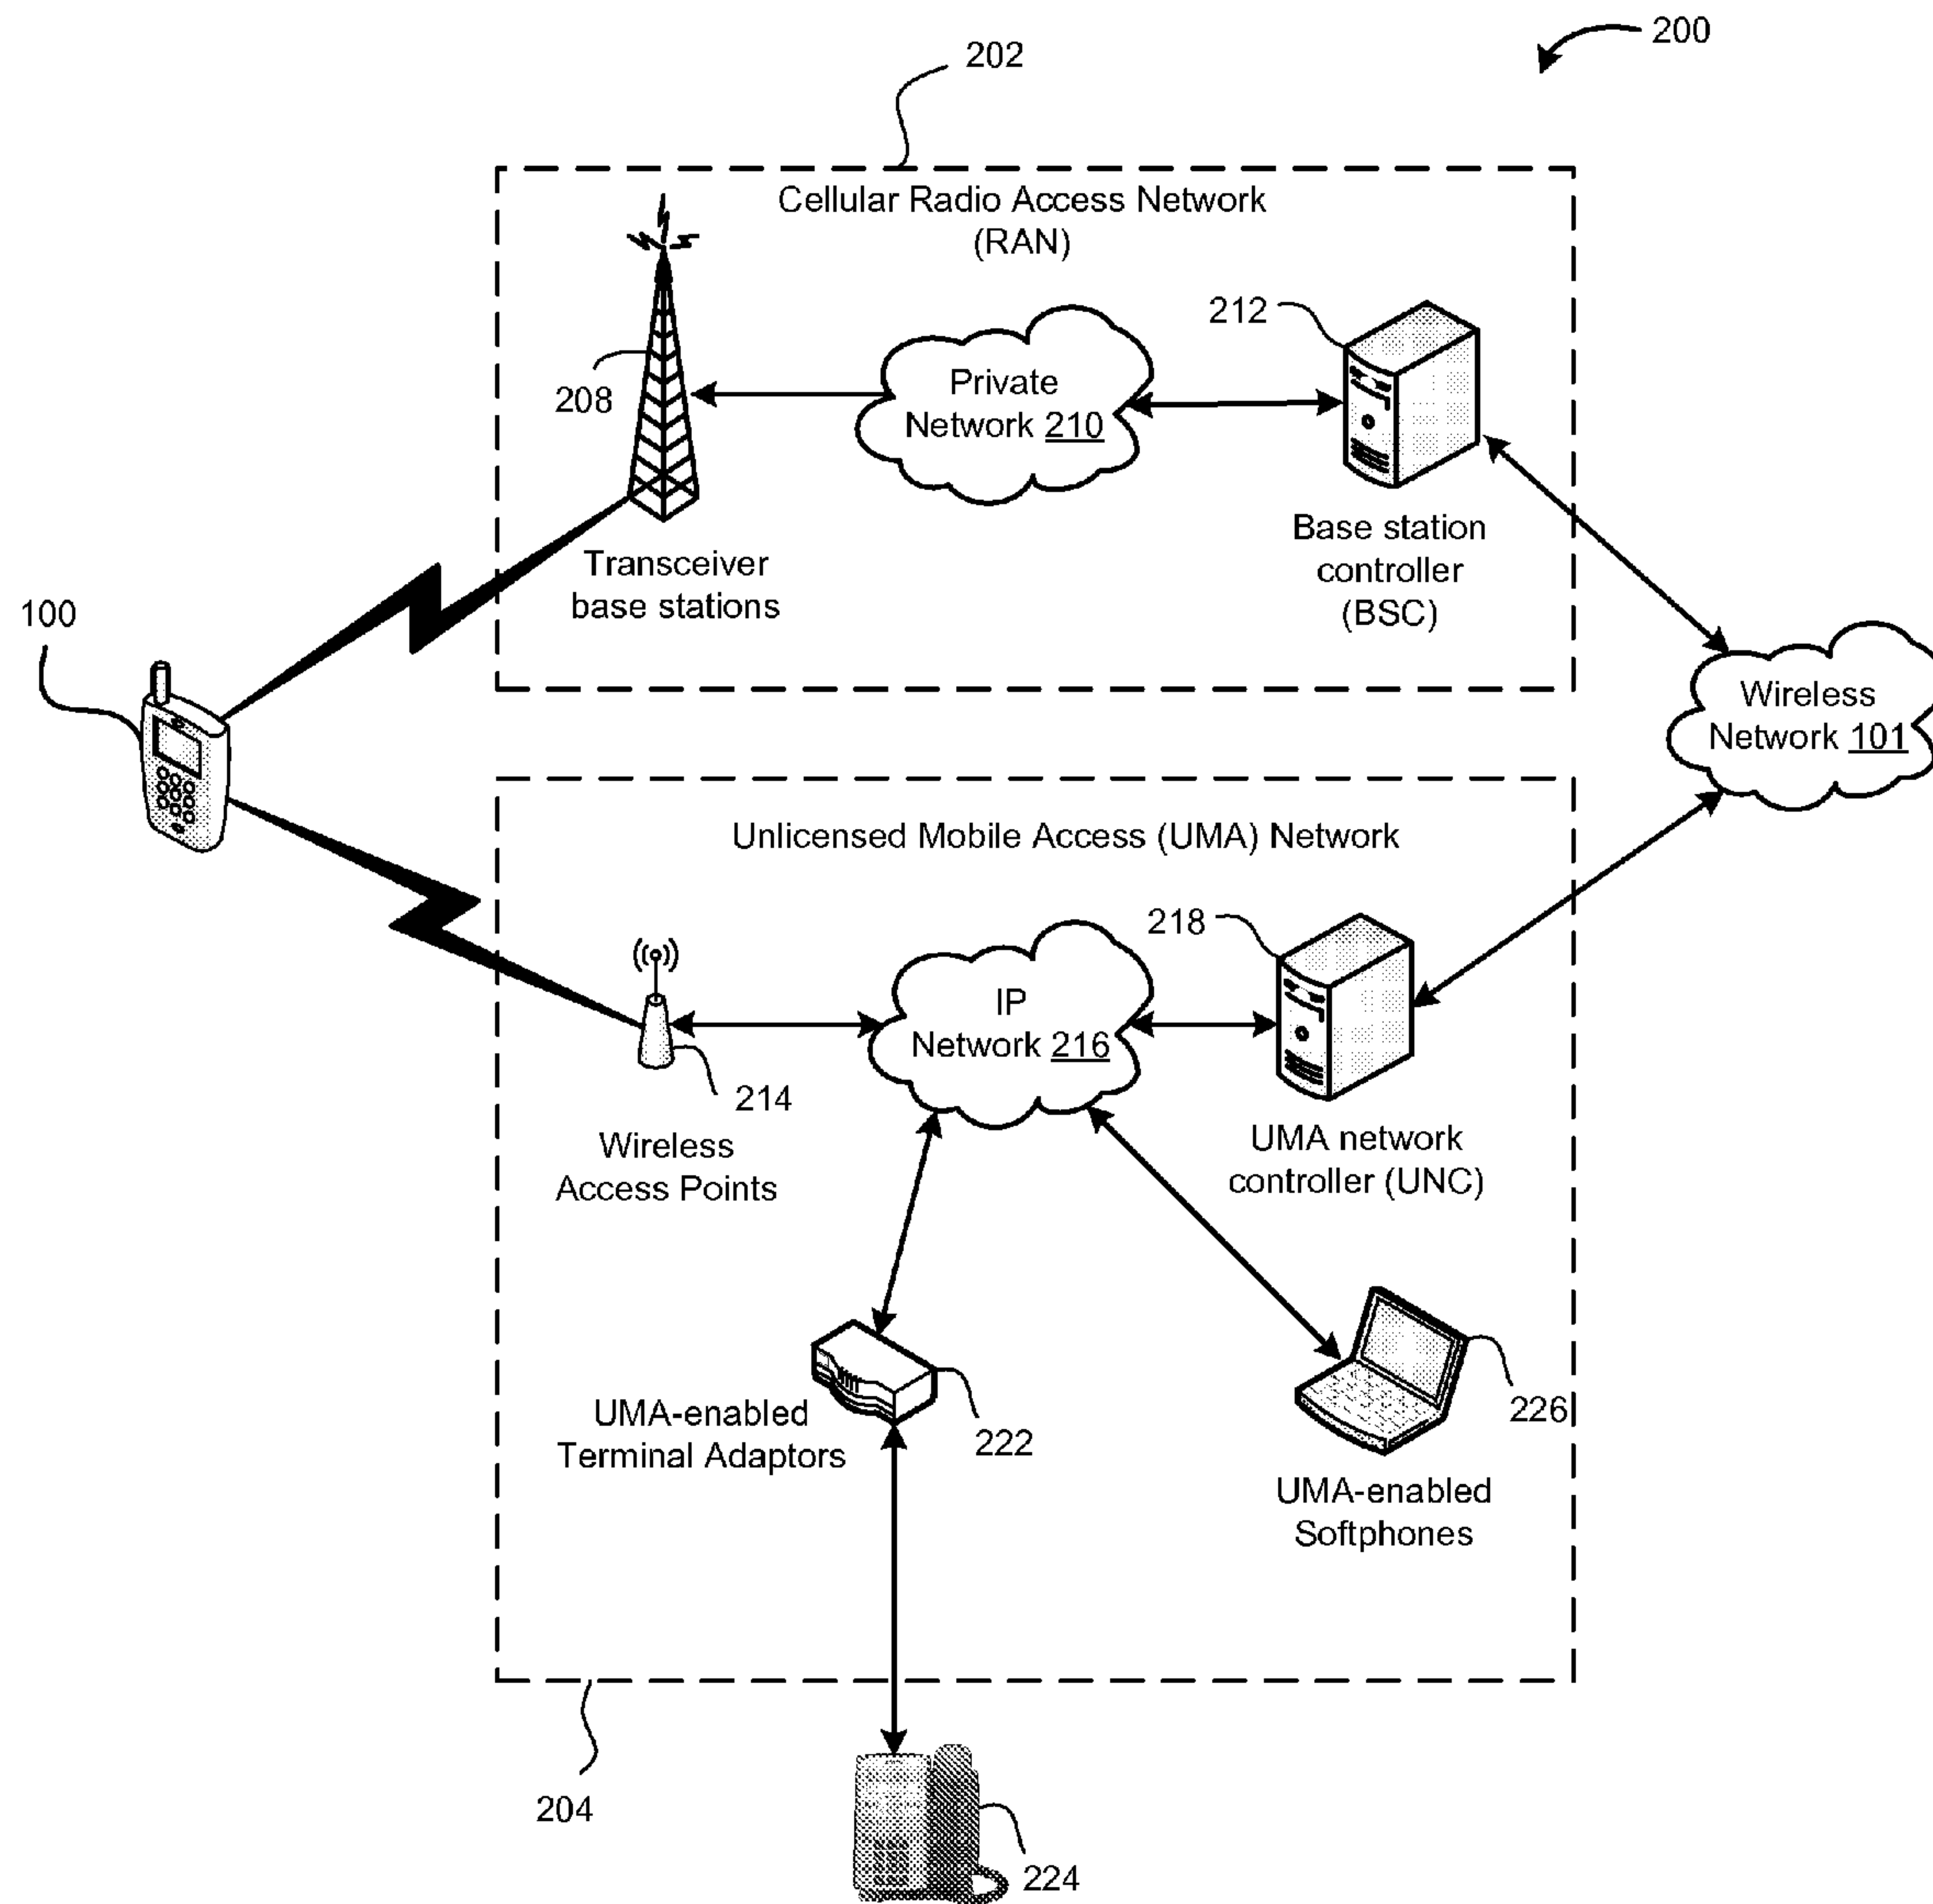 200
202
Cellular Radio Access Network
(RAN)
212
208
Private
Network 210
Transceiver
base stations
Base station
controller
(BSC)
100
Wireless
Network 101
Unlicensed Mobile Access (UMA) Network
218
IP
Network 216
214
Wireless
Access Points
UMA network
controller (UNC)
UMA-enabled
Terminal Adaptors
222
226
UMA-enabled
Softphones
204
224